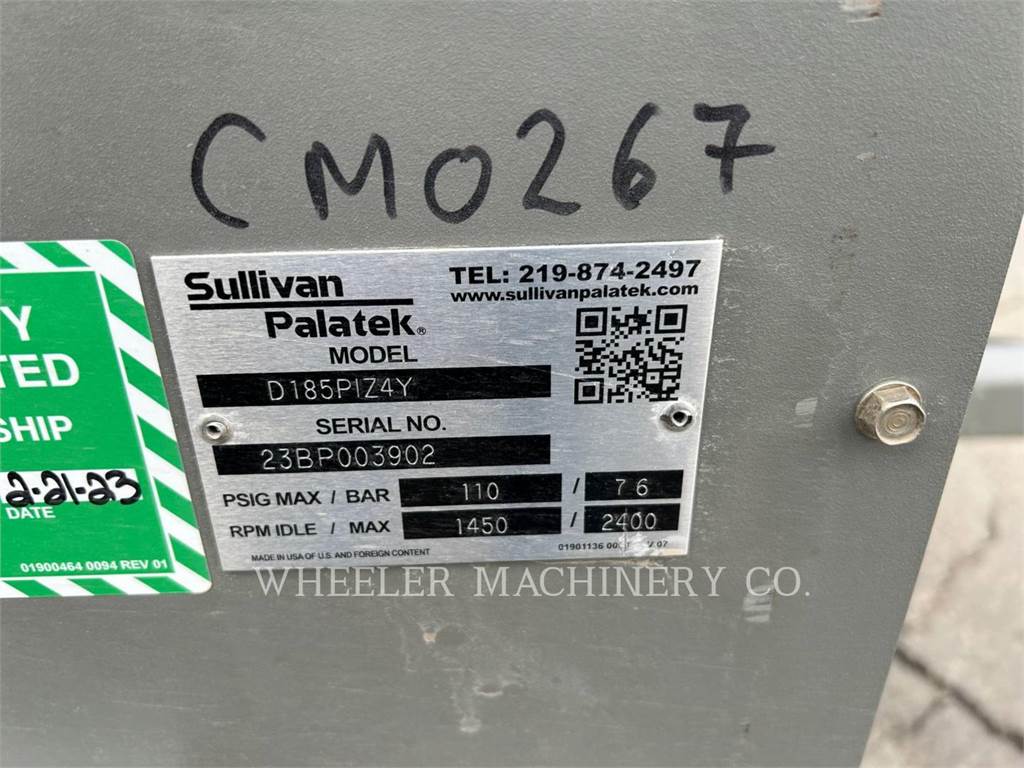 CM0267
Sullivan
Palatek®
TEL: 219-874-2497
www.sullivanpalatek.com
MODEL
D185PIZ4Y
SERIAL NO.
23BP003902
PSIG MAX / BAR 110 / 7.6
RPM IDLE / MAX 1450 / 2400
MADE IN USA OF U.S. AND FOREIGN CONTENT
01901136
07
SHIP
2-21-23
DATE
01900464 0094 REV 01
WHEELER MACHINERY CO.